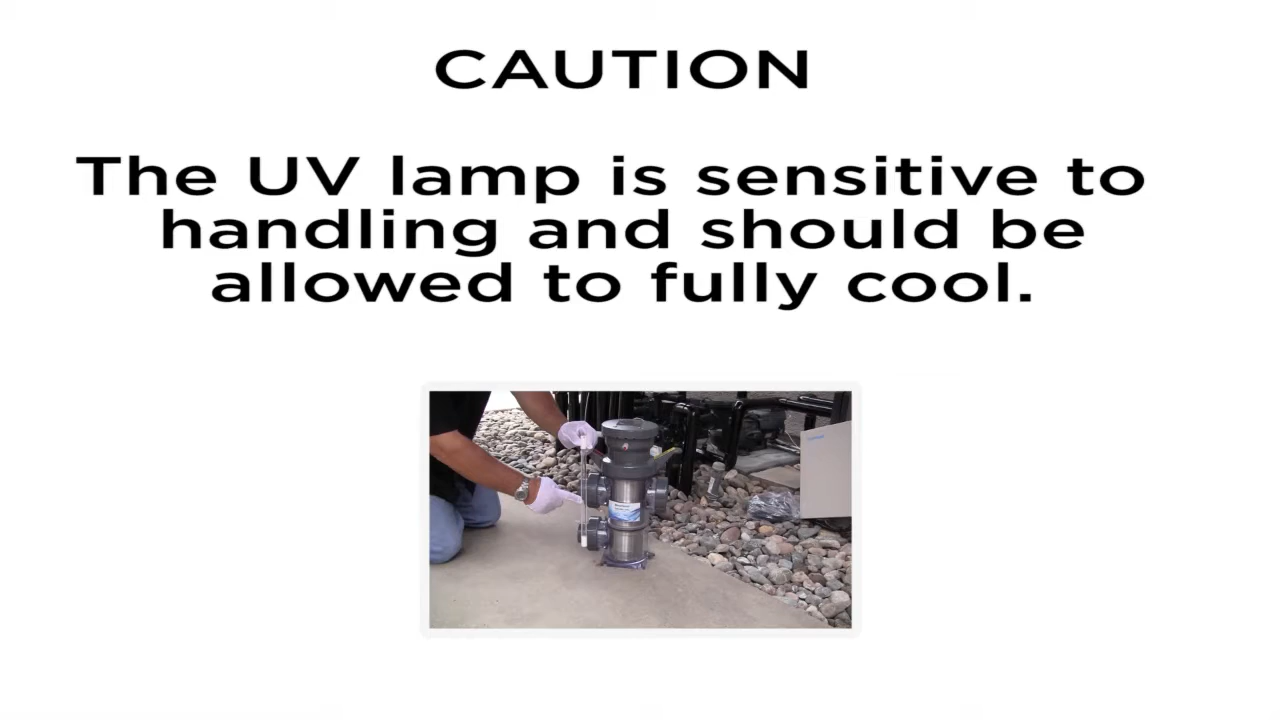 CAUTION
The UV lamp is sensitive to
handling and should be
allowed to fully cool.